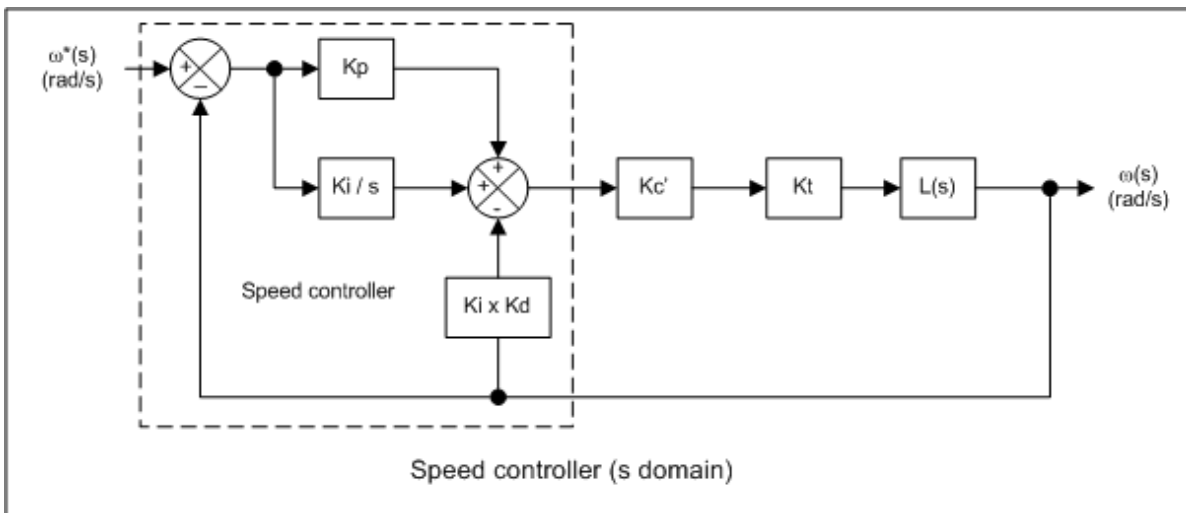 ω*(s)
(rad/s)
+
–
Kp
Ki / s
+
+
-
Kc'
Kt
L(s)
ω(s)
(rad/s)
Speed controller
Ki x Kd
Speed controller (s domain)